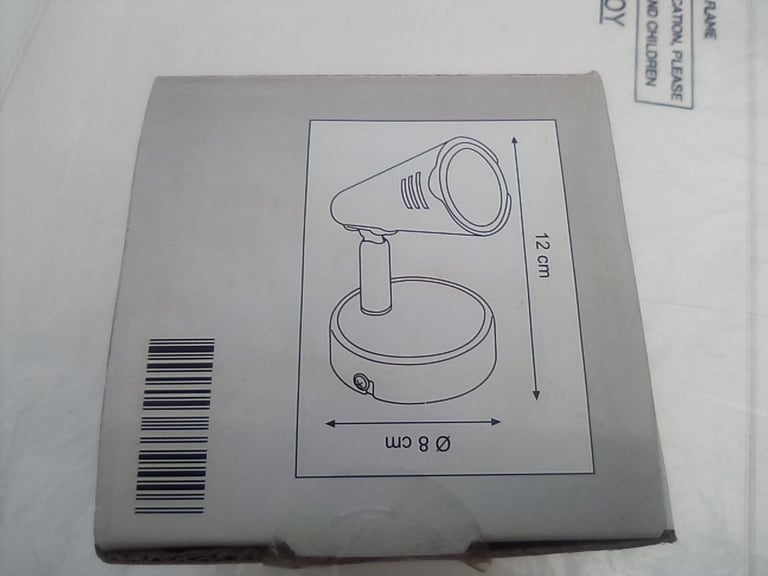 12 cm
Ø 8 cm
FLAME
CATION, PLEASE
ND CHILDREN
OY